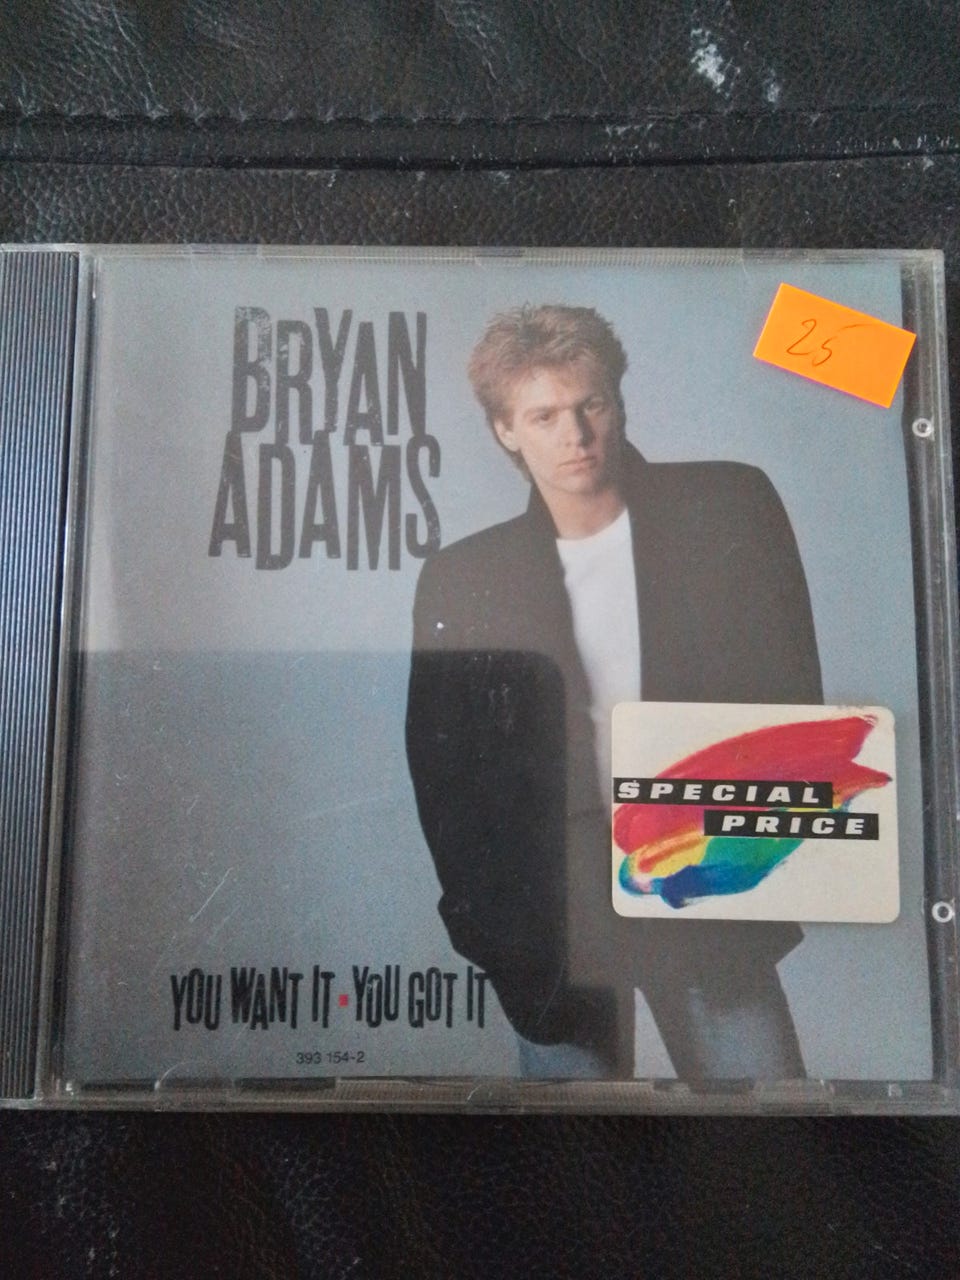 BRYAN
ADAMS
25
SPECIAL
PRICE
YOU WANT IT · YOU GOT IT
393 154-2